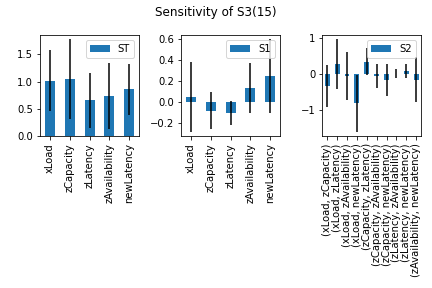 Sensitivity of S3(15)
ST
1.5
1.0
0.5
0.0
xLoad
zCapacity
zLatency
zAvailability
newLatency
S1
0.6
0.4
0.2
0.0
−0.2
xLoad
zCapacity
zLatency
zAvailability
newLatency
S2
1
0
−1
(xLoad, zCapacity)
(xLoad, zLatency)
(xLoad, zAvailability)
(xLoad, newLatency)
(zCapacity, zLatency)
(zCapacity, zAvailability)
(zCapacity, newLatency)
(zLatency, zAvailability)
(zLatency, newLatency)
(zAvailability, newLatency)